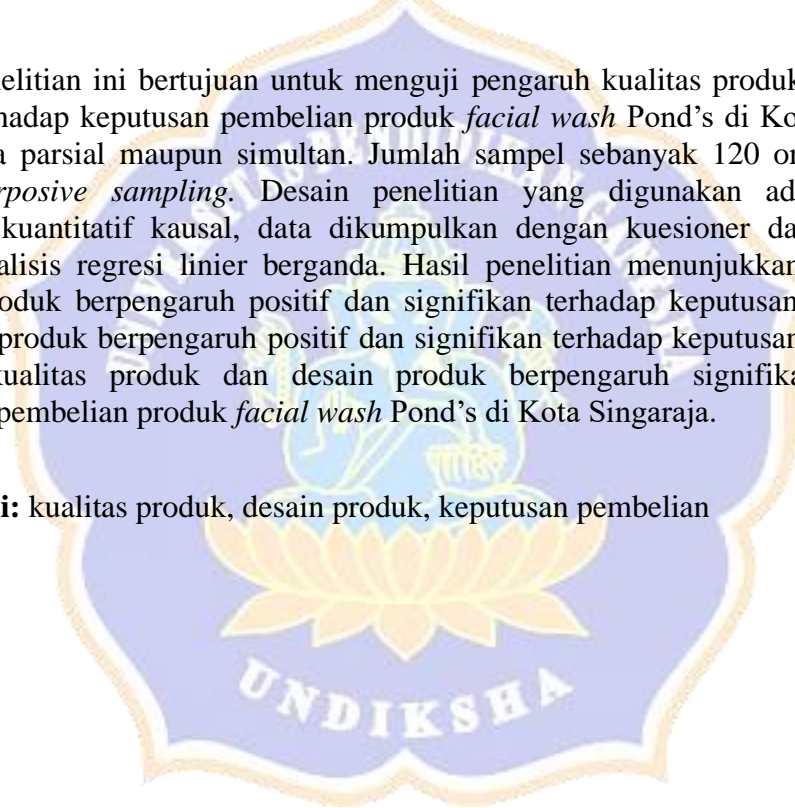 elitian ini bertujuan untuk menguji pengaruh kualitas produk
hadap keputusan pembelian produk facial wash Pond's di Ko
a parsial maupun simultan. Jumlah sampel sebanyak 120 or
rposive sampling. Desain penelitian yang digunakan ad
kuantitatif kausal, data dikumpulkan dengan kuesioner da
alisis regresi linier berganda. Hasil penelitian menunjukkan
oduk berpengaruh positif dan signifikan terhadap keputusan
produk berpengaruh positif dan signifikan terhadap keputusan
kualitas produk dan desain produk berpengaruh signifika
pembelian produk facial wash Pond's di Kota Singaraja.
i: kualitas produk, desain produk, keputusan pembelian
UNIVERSITAS PENDIDIKAN GANESHA
UNDIKSHA